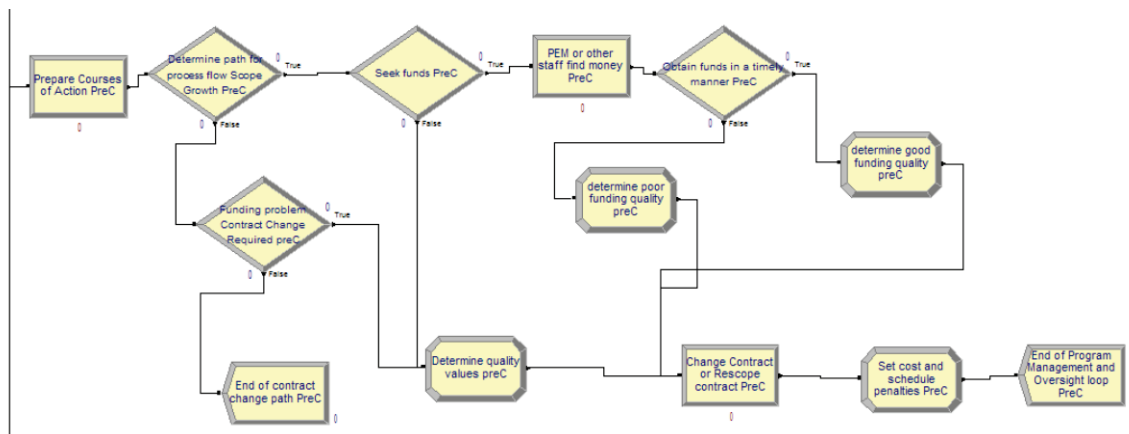 Prepare Courses
of Action PreC
0
Determine path for
process flow Scope
Growth PreC
0
True
0
False
Seek funds PreC
0
True
0
False
PEM or other
staff find money
PreC
0
Obtain funds in a timely
manner PreC
0
True
0
False
determine good
funding quality
preC
determine poor
funding quality
preC
Funding problem
Contract Change
Required preC
0
True
0
False
End of contract
change path PreC
0
Determine quality
values preC
Change Contract
or Rescope
contract PreC
0
Set cost and
schedule
penalties PreC
End of Program
Management and
Oversight loop
PreC